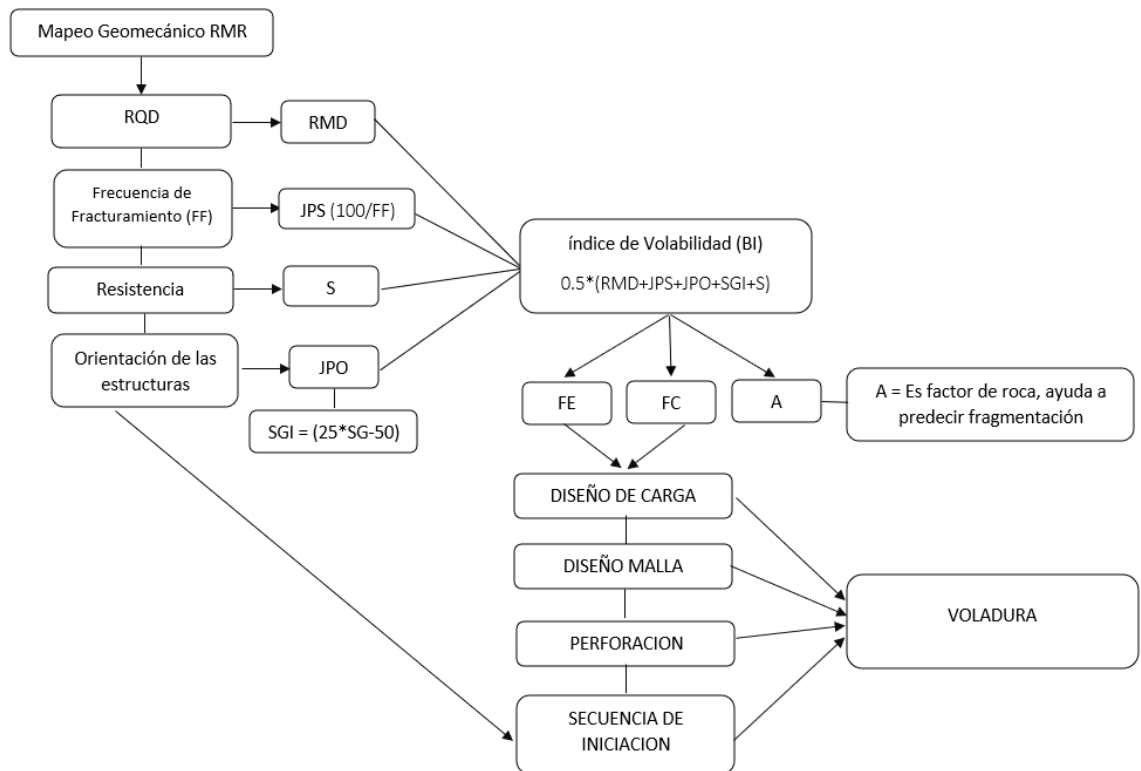 Mapeo Geomecánico RMR
RQD
RMD
Frecuencia de
Fracturamiento (FF)
JPS (100/FF)
Resistencia
S
Orientación de las
estructuras
JPO
SGI = (25*SG-50)
índice de Volabilidad (BI)
0.5*(RMD+JPS+JPO+SGI+S)
FE
FC
A
A = Es factor de roca, ayuda a
predecir fragmentación
DISEÑO DE CARGA
DISEÑO MALLA
PERFORACION
SECUENCIA DE
INICIACION
VOLADURA